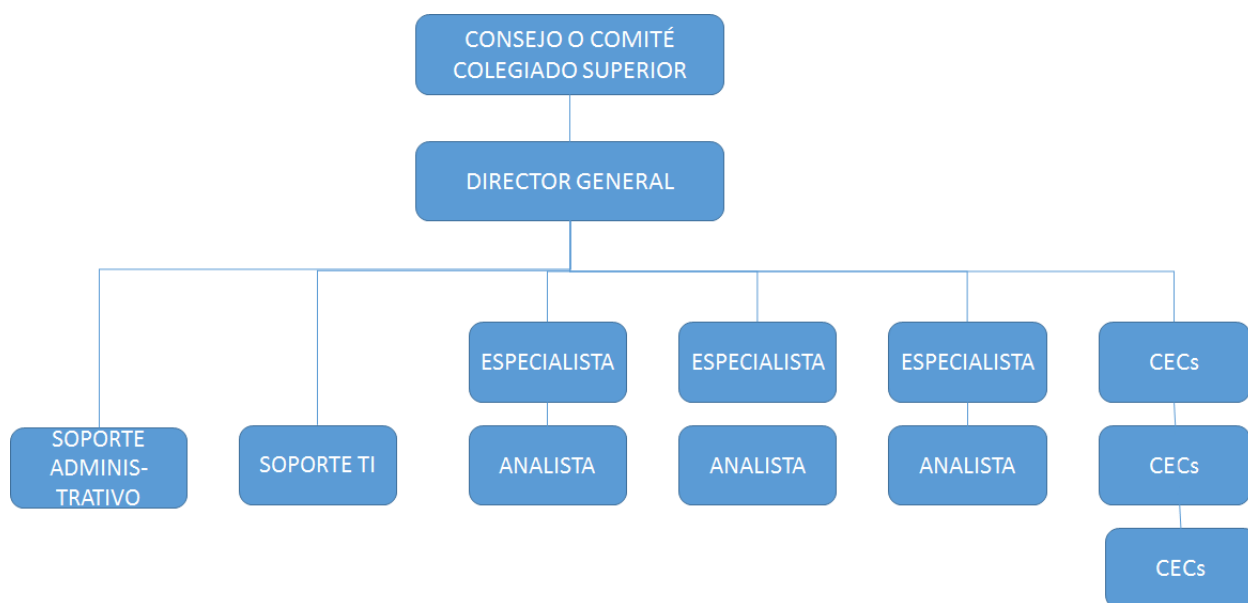 CONSEJO O COMITÉ
COLEGIADO SUPERIOR
DIRECTOR GENERAL
ESPECIALISTA
ESPECIALISTA
ESPECIALISTA
CECs
SOPORTE
ADMINIS-
TRATIVO
SOPORTE TI
ANALISTA
ANALISTA
ANALISTA
CECs
CECs